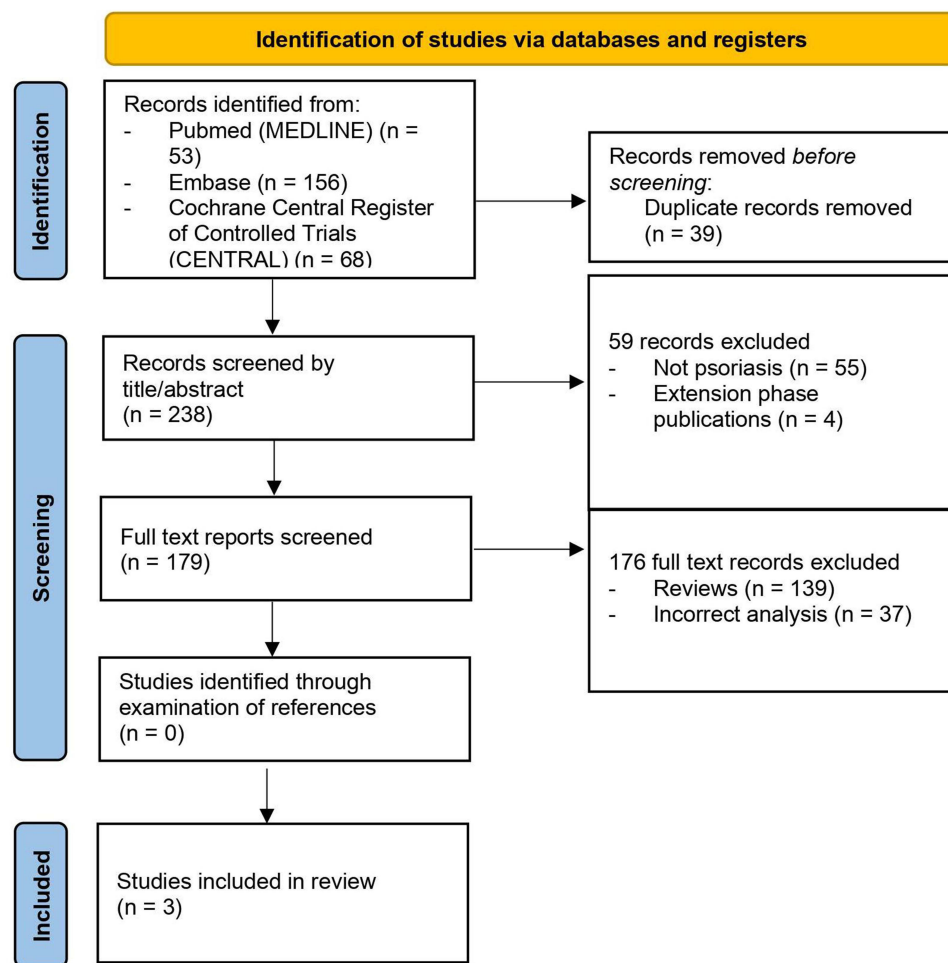 Identification of studies via databases and registers
Identification
Records identified from:
- Pubmed (MEDLINE) (n =
53)
- Embase (n = 156)
- Cochrane Central Register
of Controlled Trials
(CENTRAL) (n = 68)
Records removed before
screening:
Duplicate records removed
(n = 39)
Screening
Records screened by
title/abstract
(n = 238)
59 records excluded
- Not psoriasis (n = 55)
- Extension phase
publications (n = 4)
Full text reports screened
(n = 179)
176 full text records excluded
- Reviews (n = 139)
- Incorrect analysis (n = 37)
Studies identified through
examination of references
(n = 0)
Included
Studies included in review
(n = 3)